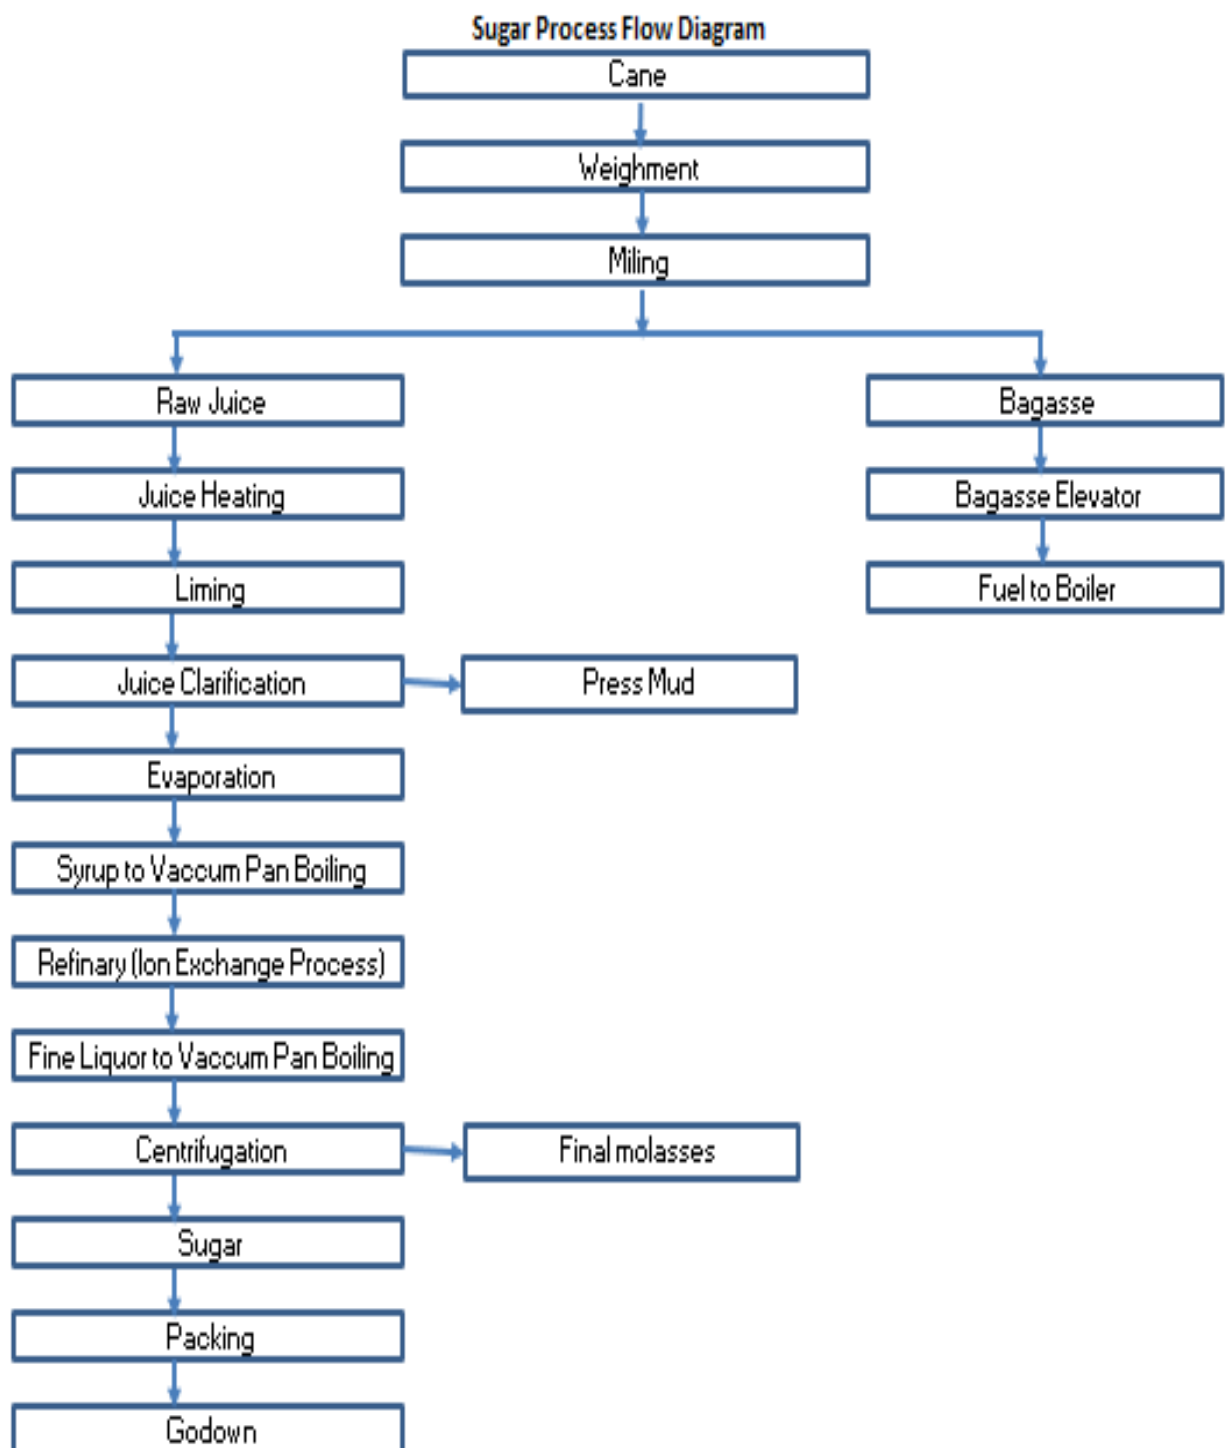 Sugar Process Flow Diagram
Cane
Weighment
Miling
Raw Juice
Bagasse
Juice Heating
Bagasse Elevator
Liming
Fuel to Boiler
Juice Clarification
Press Mud
Evaporation
Syrup to Vaccum Pan Boiling
Refinary (Ion Exchange Process)
Fine Liquor to Vaccum Pan Boiling
Centrifugation
Final molasses
Sugar
Packing
Godown